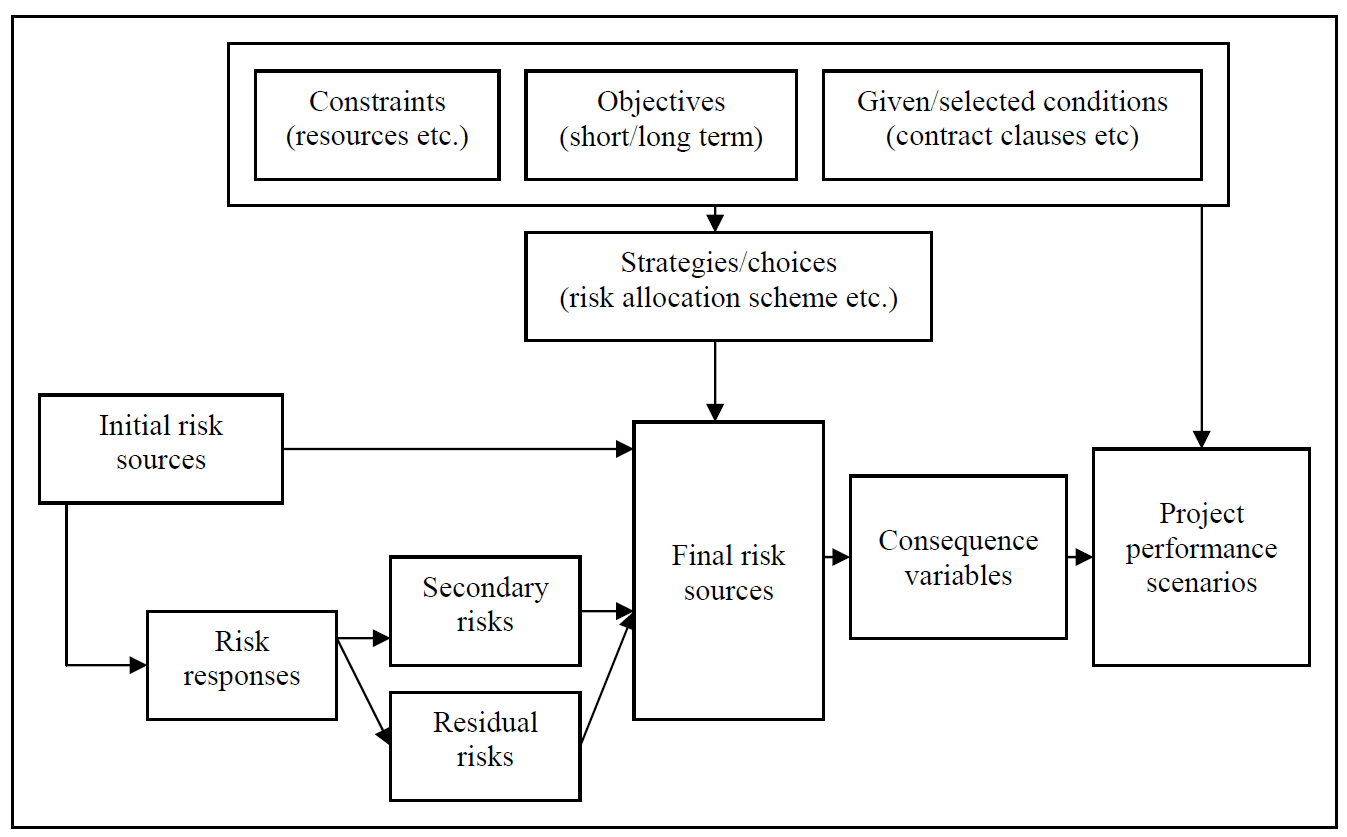 Constraints
(resources etc.)
Objectives
(short/long term)
Given/selected conditions
(contract clauses etc)
Strategies/choices
(risk allocation scheme etc.)
Initial risk
sources
Final risk
sources
Consequence
variables
Project
performance
scenarios
Secondary
risks
Risk
responses
Residual
risks